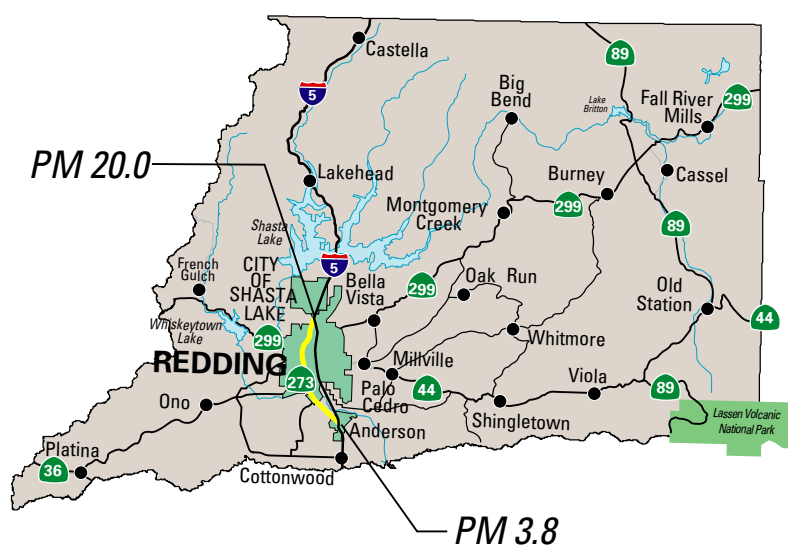 Castella
89
5
Big
Bend
Lake
Britton
Fall River
Mills
299
PM 20.0
Lakehead
Burney
Cassel
Montgomery
Creek
299
Shasta
Lake
89
French
Gulch
CITY
OF
SHASTA
LAKE
5
Bella
Vista
299
Oak Run
Old
Station
44
Whiskeytown
Lake
299
Whitmore
REDDING
273
Millville
Palo
Cedro
44
Viola
89
Ono
Shingletown
Lassen Volcanic
National Park
Anderson
Platina
36
Cottonwood
PM 3.8